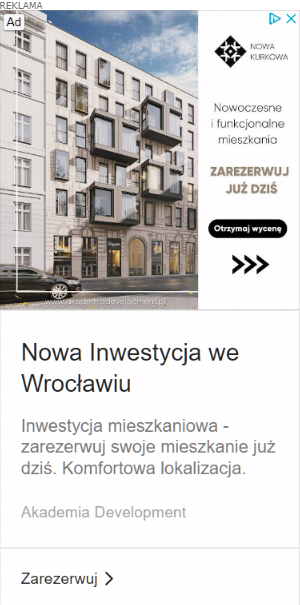 REKLAMA
Ad
NOWA
KURKOWA
Nowoczesne
i funkcjonalne
mieszkania
ZAREZERWUJ
JUŻ DZIŚ
Otrzymaj wycenę
www.akademiadevelopment.pl
Nowa Inwestycja we
Wrocławiu
Inwestycja mieszkaniowa -
zarezerwuj swoje mieszkanie już
dziś. Komfortowa lokalizacja.
Akademia Development
Zarezerwuj